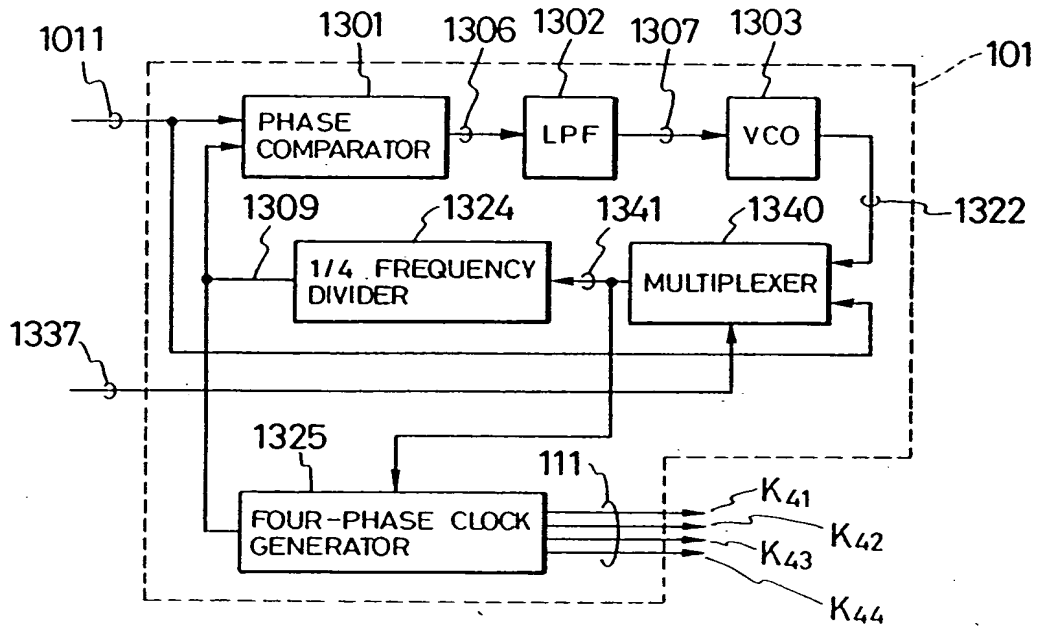 1011
1301
1306
1302
1307
1303
101
PHASE
COMPARATOR
LPF
VCO
1309
1324
1341
1340
1322
1/4 FREQUENCY
DIVIDER
MULTIPLEXER
1337
1325
111
FOUR-PHASE CLOCK
GENERATOR
K41
K42
K43
K44